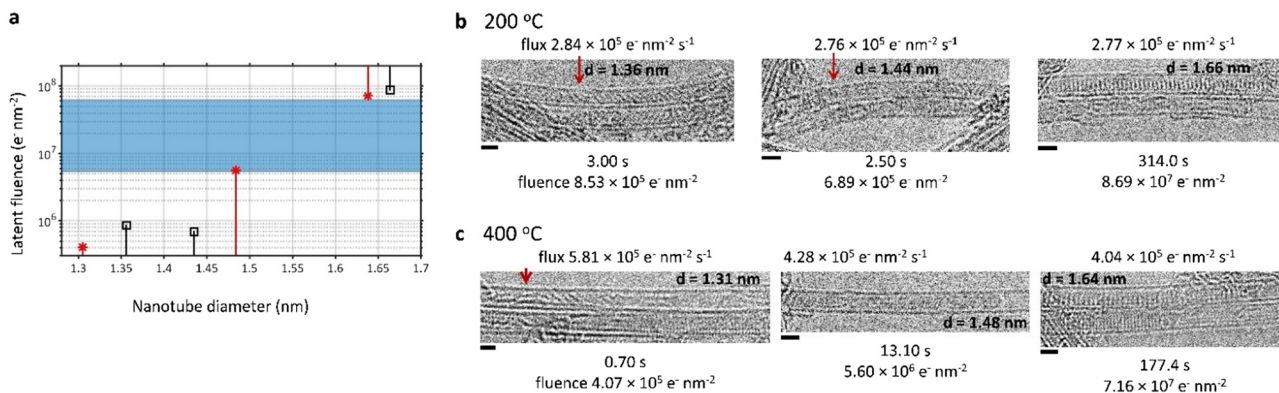 a
Latent fluence (e⁻ nm⁻²)
10⁸
10⁷
10⁶
1.3 1.35 1.4 1.45 1.5 1.55 1.6 1.65 1.7
Nanotube diameter (nm)
b 200 ºC
flux 2.84 × 10⁵ e⁻ nm⁻² s⁻¹
d = 1.36 nm
3.00 s
fluence 8.53 × 10⁵ e⁻ nm⁻²
2.76 × 10⁵ e⁻ nm⁻² s⁻¹
d = 1.44 nm
2.50 s
6.89 × 10⁵ e⁻ nm⁻²
2.77 × 10⁵ e⁻ nm⁻² s⁻¹
d = 1.66 nm
314.0 s
8.69 × 10⁷ e⁻ nm⁻²
c 400 ºC
flux 5.81 × 10⁵ e⁻ nm⁻² s⁻¹
d = 1.31 nm
0.70 s
fluence 4.07 × 10⁵ e⁻ nm⁻²
4.28 × 10⁵ e⁻ nm⁻² s⁻¹
d = 1.48 nm
13.10 s
5.60 × 10⁶ e⁻ nm⁻²
4.04 × 10⁵ e⁻ nm⁻² s⁻¹
d = 1.64 nm
177.4 s
7.16 × 10⁷ e⁻ nm⁻²